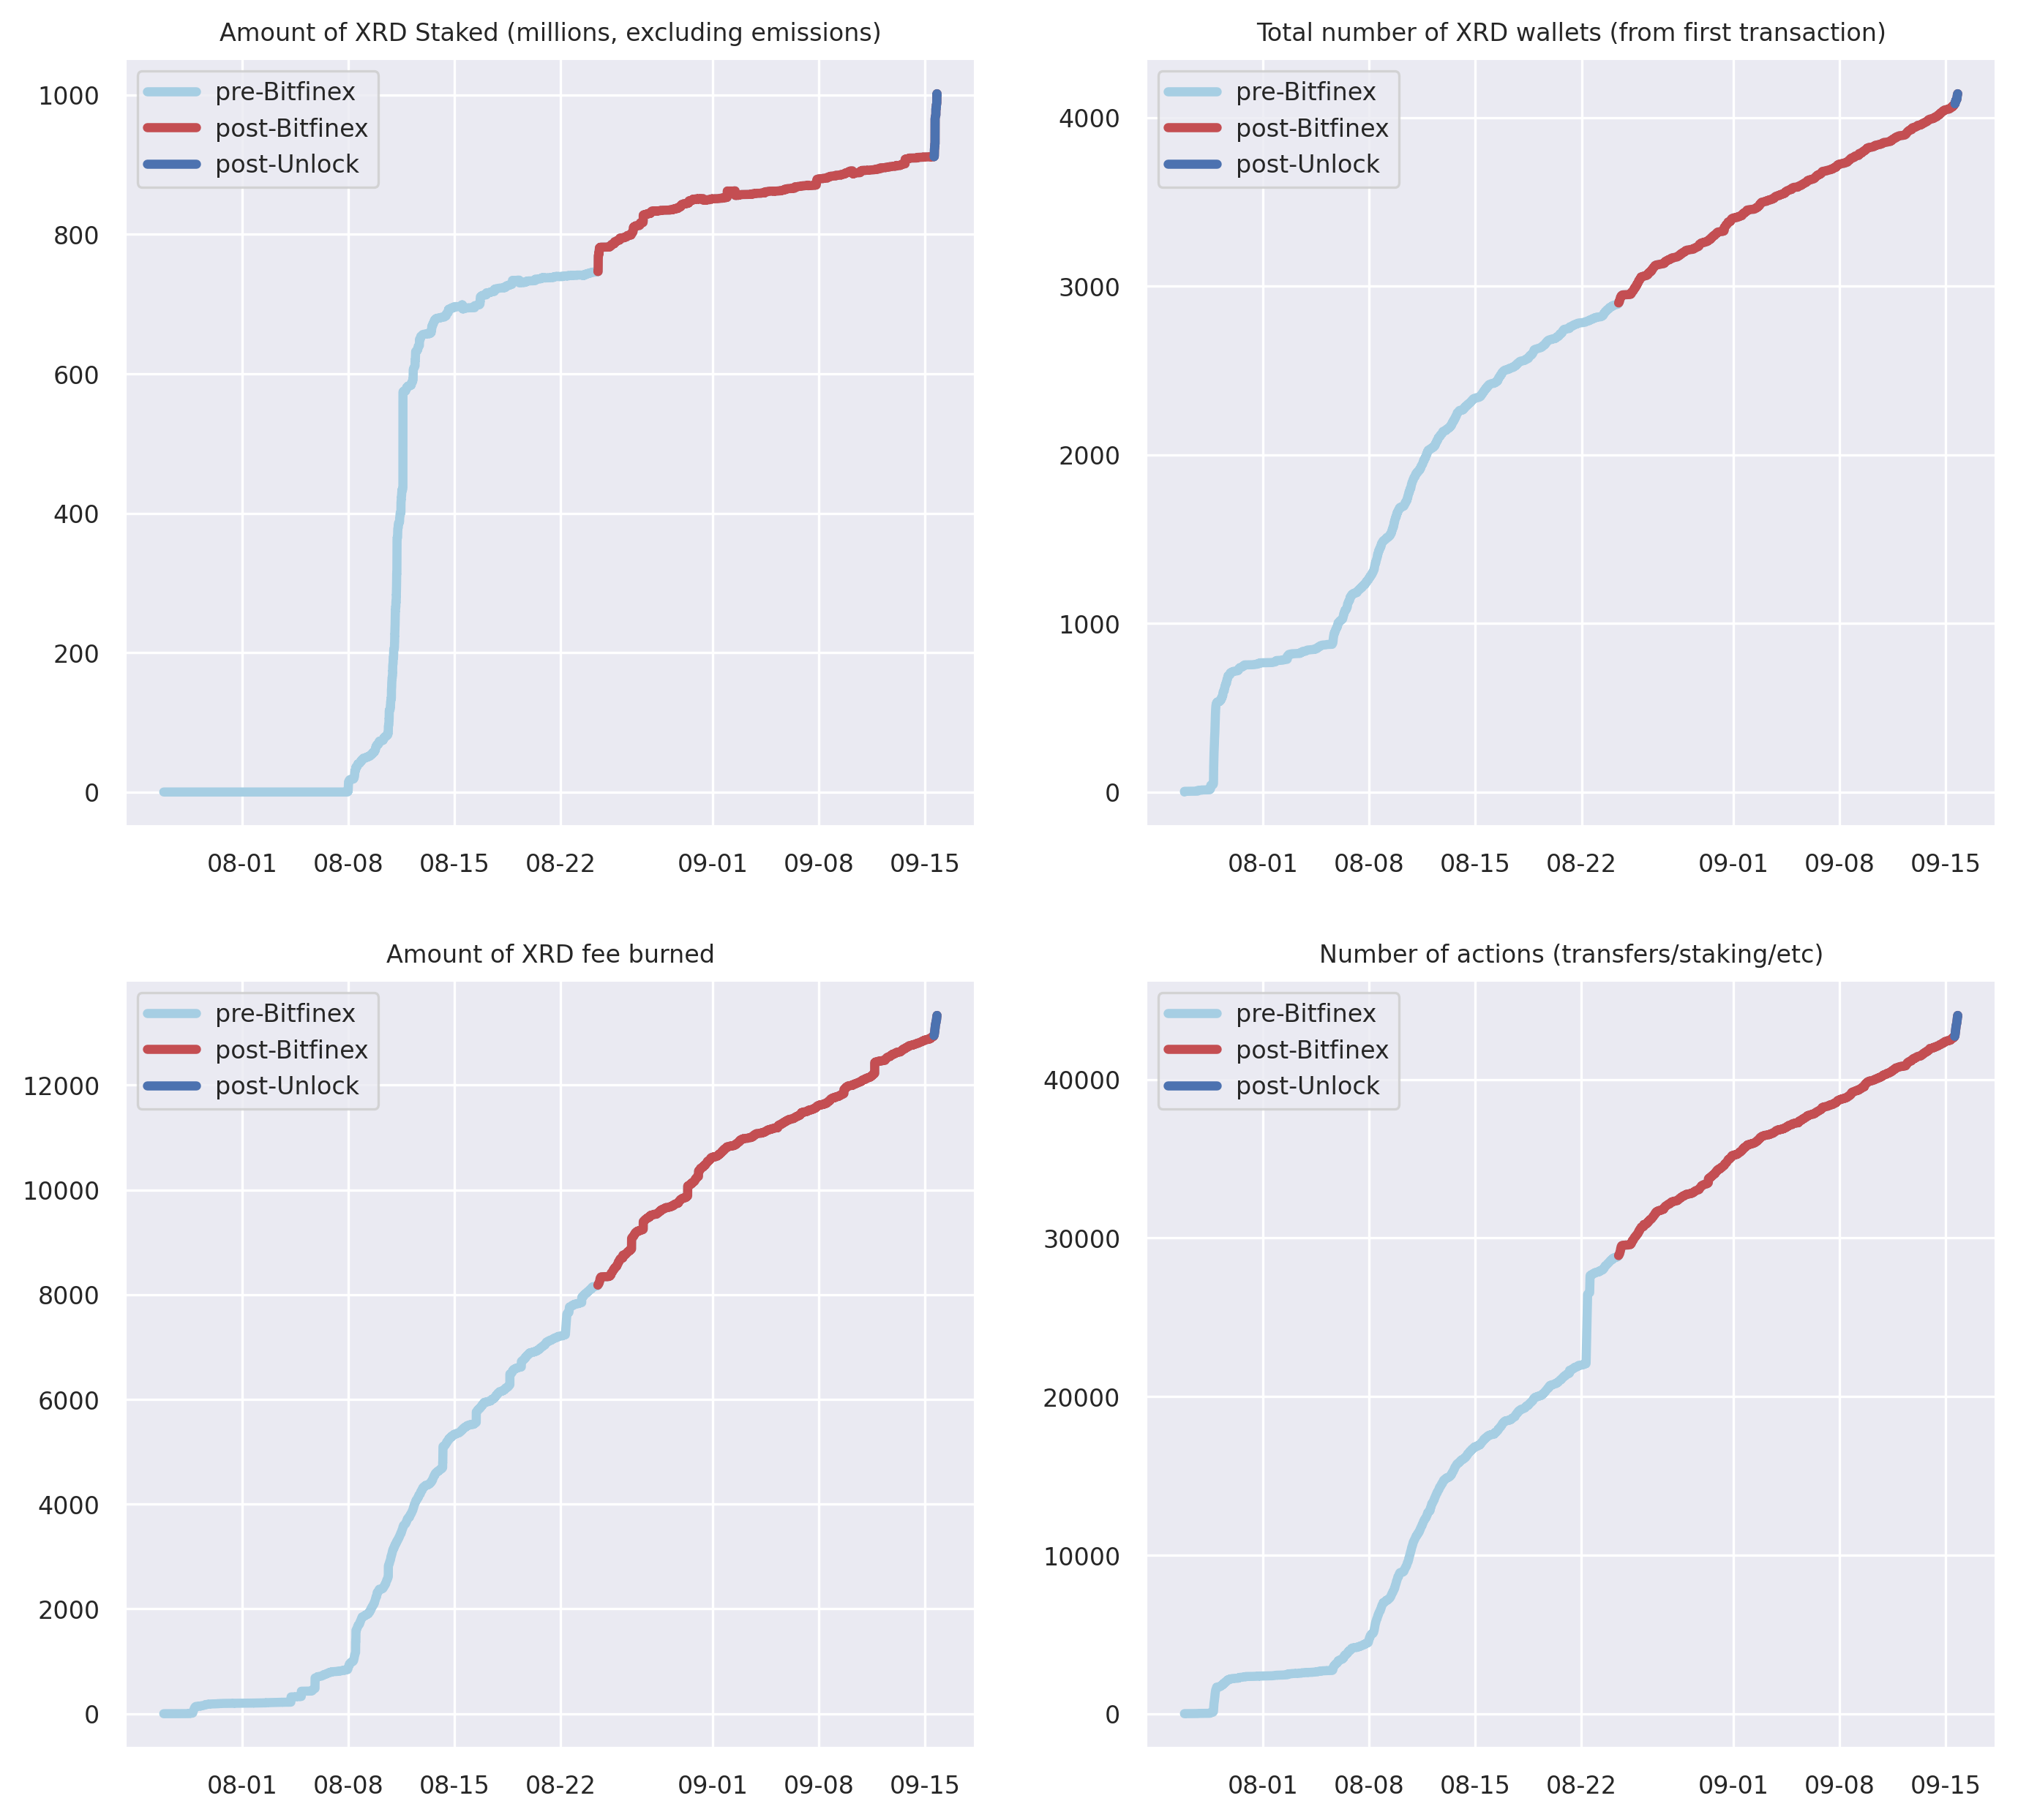 Amount of XRD Staked (millions, excluding emissions)
pre-Bitfinex
post-Bitfinex
post-Unlock
1000
800
600
400
200
0
08-01 08-08 08-15 08-22 09-01 09-08 09-15
Total number of XRD wallets (from first transaction)
pre-Bitfinex
post-Bitfinex
post-Unlock
4000
3000
2000
1000
0
08-01 08-08 08-15 08-22 09-01 09-08 09-15
Amount of XRD fee burned
pre-Bitfinex
post-Bitfinex
post-Unlock
12000
10000
8000
6000
4000
2000
0
08-01 08-08 08-15 08-22 09-01 09-08 09-15
Number of actions (transfers/staking/etc)
pre-Bitfinex
post-Bitfinex
post-Unlock
40000
30000
20000
10000
0
08-01 08-08 08-15 08-22 09-01 09-08 09-15